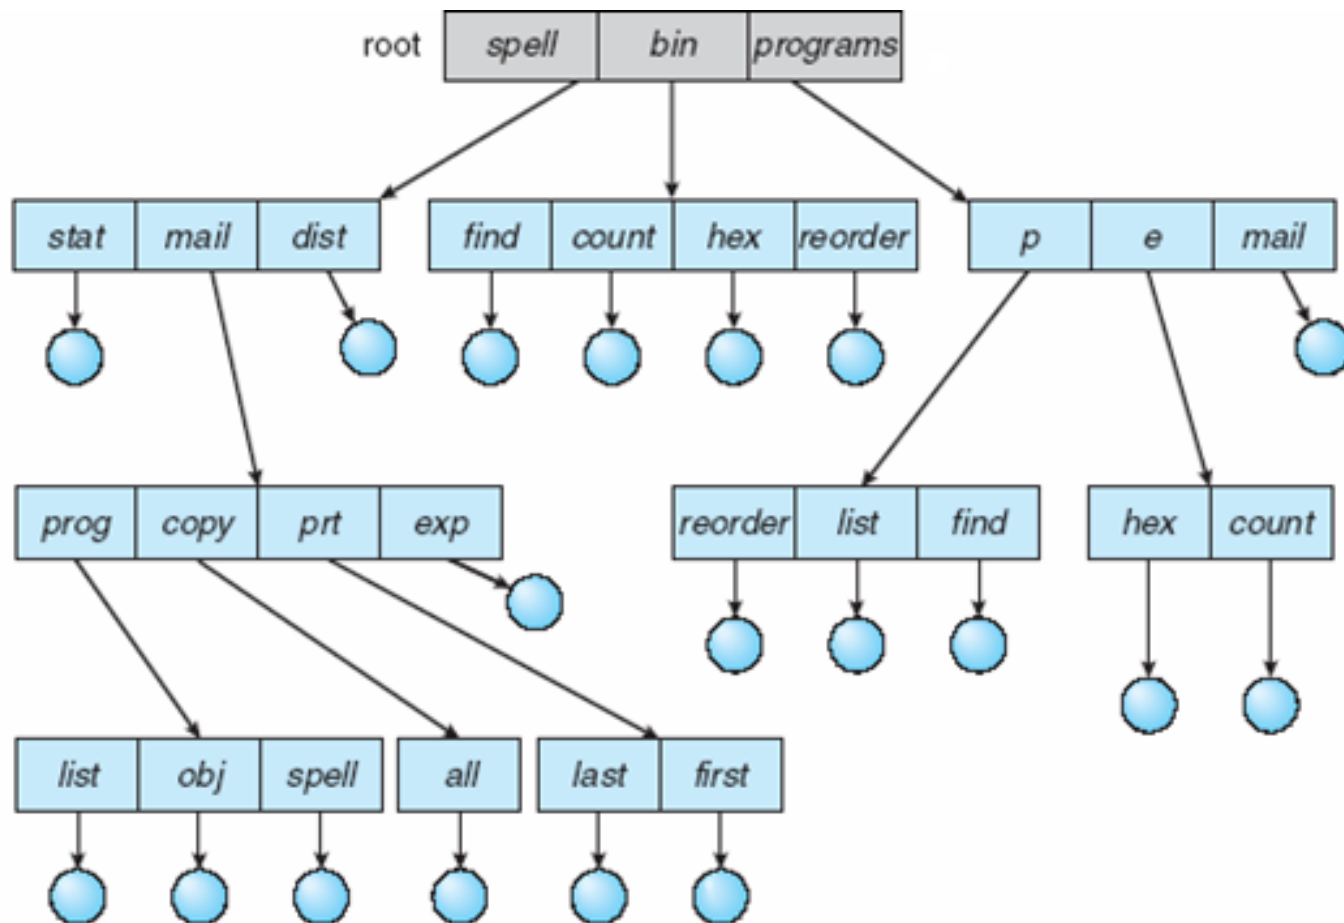 root spell bin programs
stat mail dist find count hex reorder p e mail
prog copy prt exp reorder list find hex count
list obj spell all last first